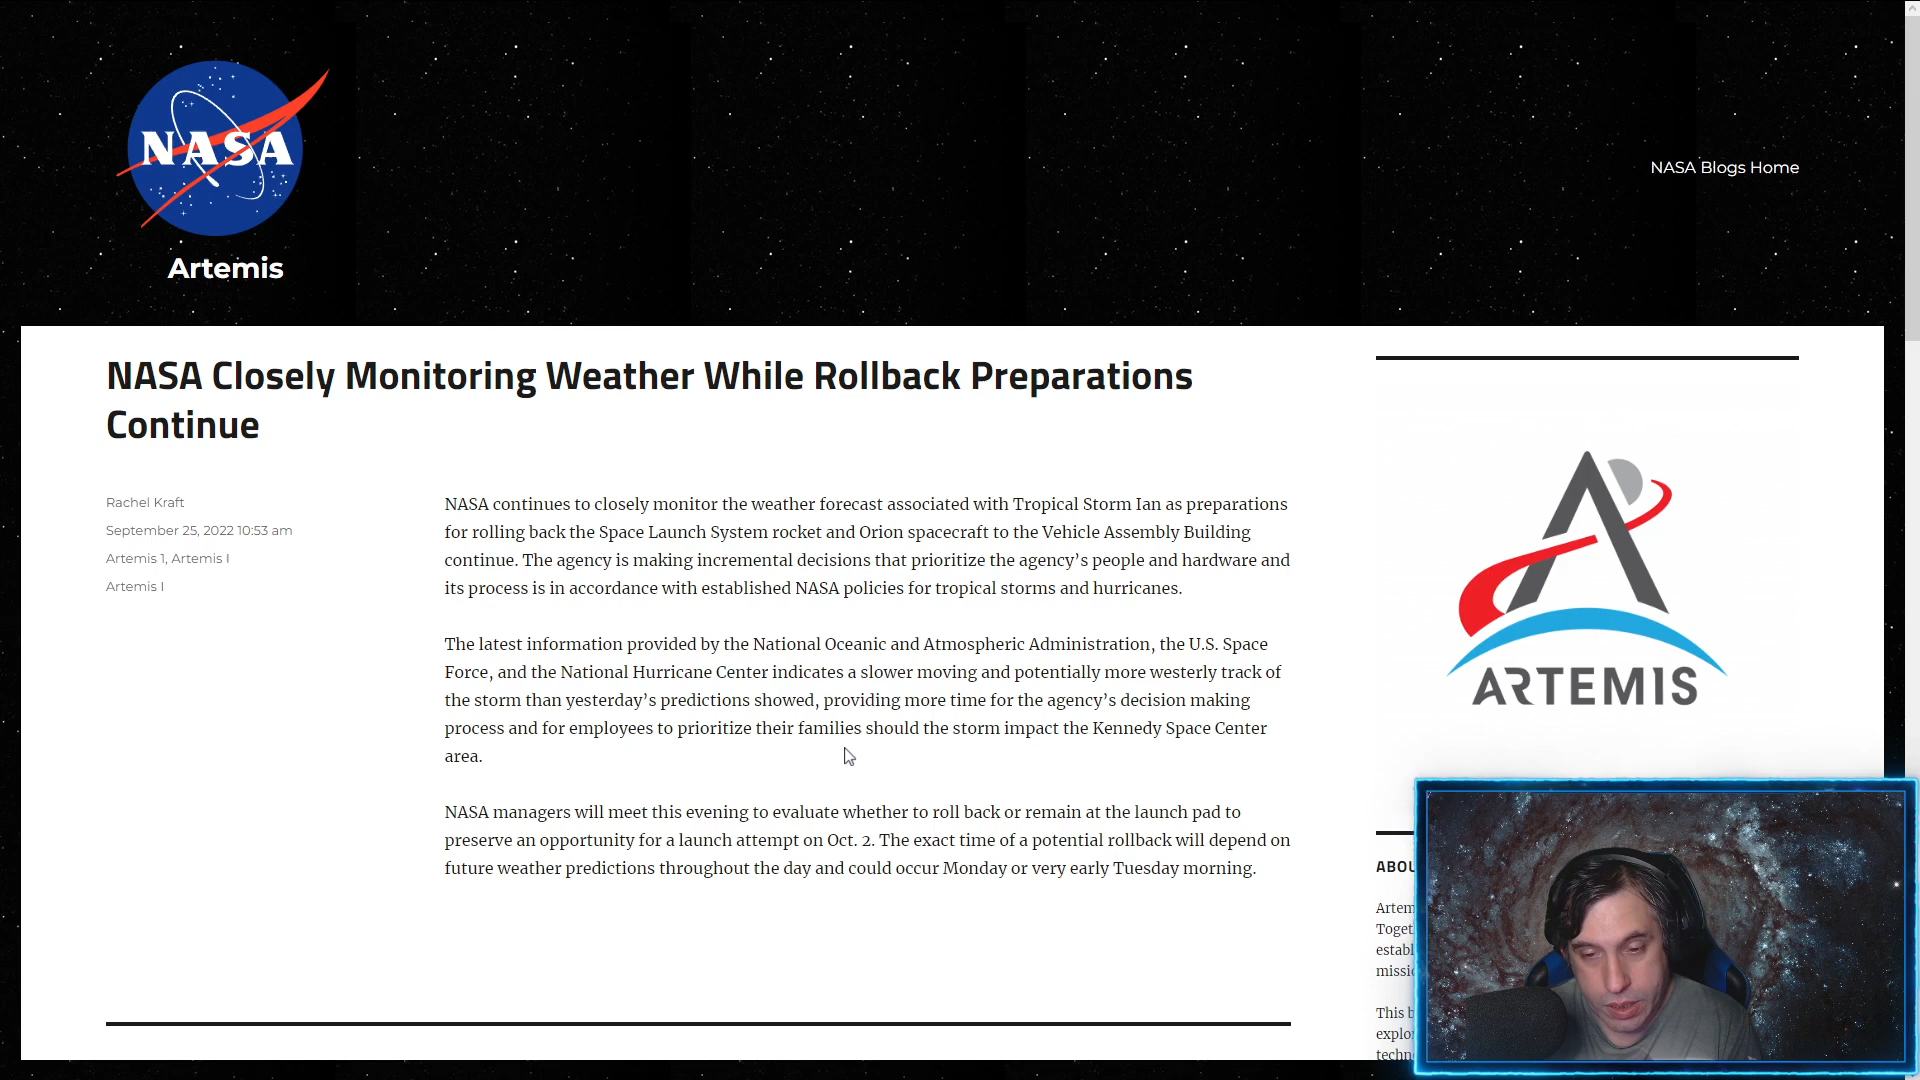 NASA
Artemis
NASA Blogs Home
NASA Closely Monitoring Weather While Rollback Preparations
Continue
Rachel Kraft
September 25, 2022 10:53 am
Artemis 1, Artemis I
Artemis I
NASA continues to closely monitor the weather forecast associated with Tropical Storm Ian as preparations
for rolling back the Space Launch System rocket and Orion spacecraft to the Vehicle Assembly Building
continue. The agency is making incremental decisions that prioritize the agency’s people and hardware and
its process is in accordance with established NASA policies for tropical storms and hurricanes.
The latest information provided by the National Oceanic and Atmospheric Administration, the U.S. Space
Force, and the National Hurricane Center indicates a slower moving and potentially more westerly track of
the storm than yesterday’s predictions showed, providing more time for the agency’s decision making
process and for employees to prioritize their families should the storm impact the Kennedy Space Center
area.
NASA managers will meet this evening to evaluate whether to roll back or remain at the launch pad to
preserve an opportunity for a launch attempt on Oct. 2. The exact time of a potential rollback will depend on
future weather predictions throughout the day and could occur Monday or very early Tuesday morning.
ARTEMIS
This